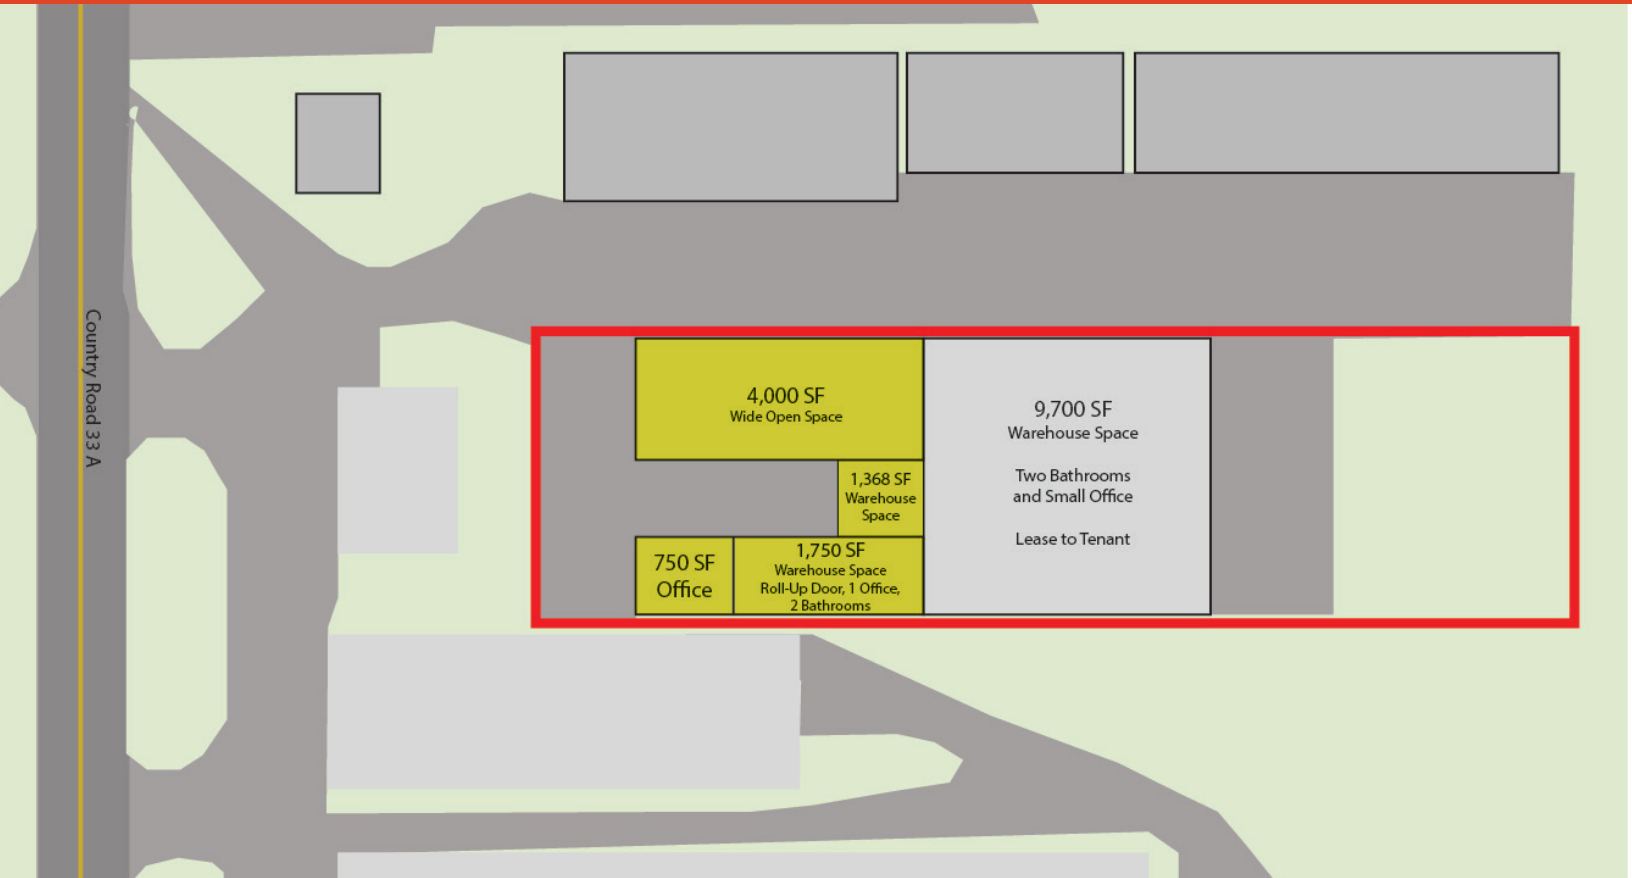 Country Road 33 A
4,000 SF
Wide Open Space
9,700 SF
Warehouse Space
Two Bathrooms
and Small Office
Lease to Tenant
1,368 SF
Warehouse
Space
750 SF
Office
1,750 SF
Warehouse Space
Roll-Up Door, 1 Office,
2 Bathrooms